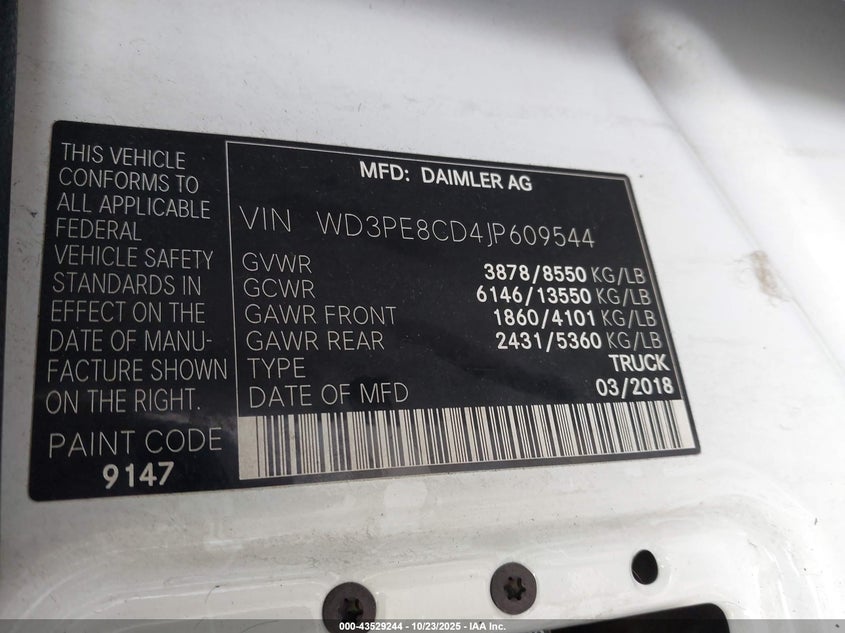 THIS VEHICLE
CONFORMS TO
ALL APPLICABLE
FEDERAL
VEHICLE SAFETY
STANDARDS IN
EFFECT ON THE
DATE OF MANU-
FACTURE SHOWN
ON THE RIGHT.
PAINT CODE
9147
MFD: DAIMLER AG
VIN WD3PE8CD4JP609544
GVWR 3878/8550 KG/LB
GCWR 6146/13550 KG/LB
GAWR FRONT 1860/4101 KG/LB
GAWR REAR 2431/5360 KG/LB
TYPE TRUCK
DATE OF MFD 03/2018
000-43529244 - 10/23/2025 - IAA Inc.